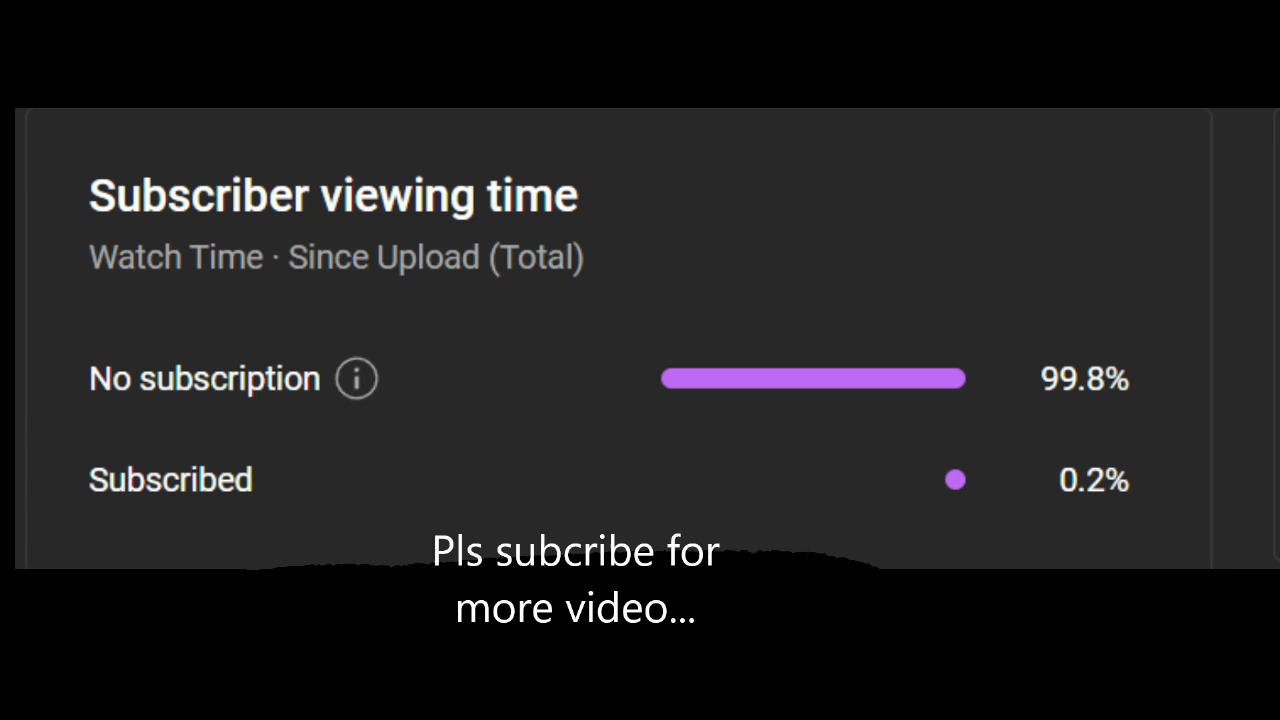 Subscriber viewing time
Watch Time · Since Upload (Total)
No subscription 99.8%
Subscribed 0.2%
Pls subcribe for
more video...